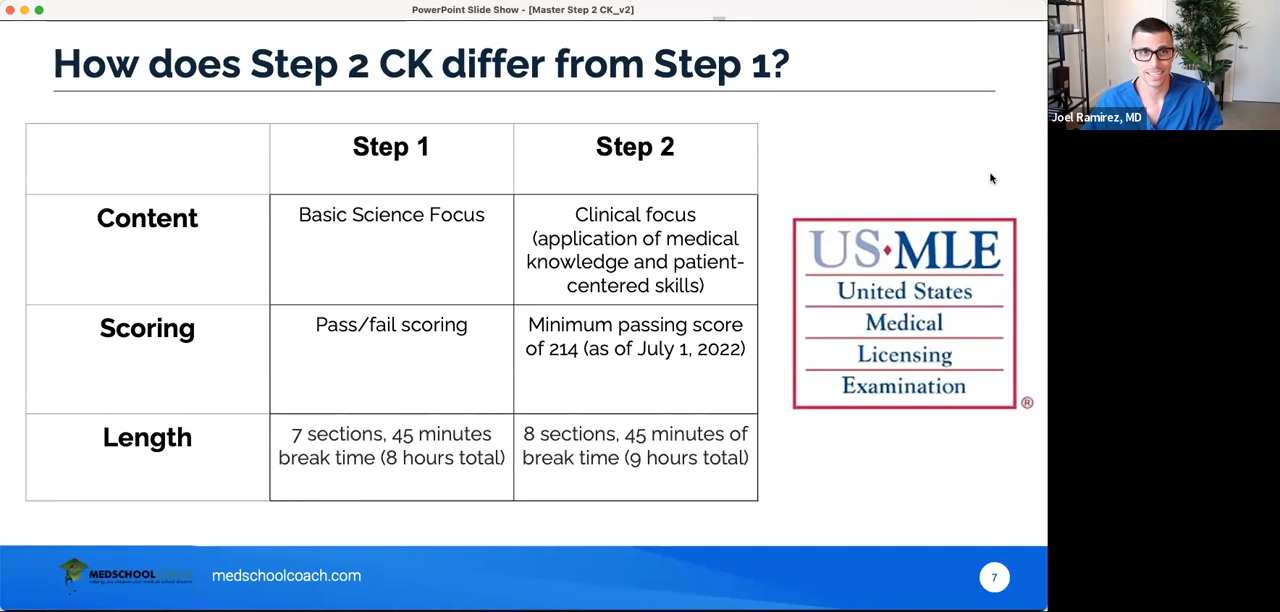 PowerPoint Slide Show - [Master Step 2 CK_v2]
How does Step 2 CK differ from Step 1?
Joel Ramirez, MD
Step 1
Step 2
Content
Basic Science Focus
Clinical focus
(application of medical
knowledge and patient-
centered skills)
Scoring
Pass/fail scoring
Minimum passing score
of 214 (as of July 1, 2022)
Length
7 sections, 45 minutes
break time (8 hours total)
8 sections, 45 minutes of
break time (9 hours total)
US♦MLE
United States
Medical
Licensing
Examination
®
MEDSCHOOLCOACH
medschoolcoach.com
7